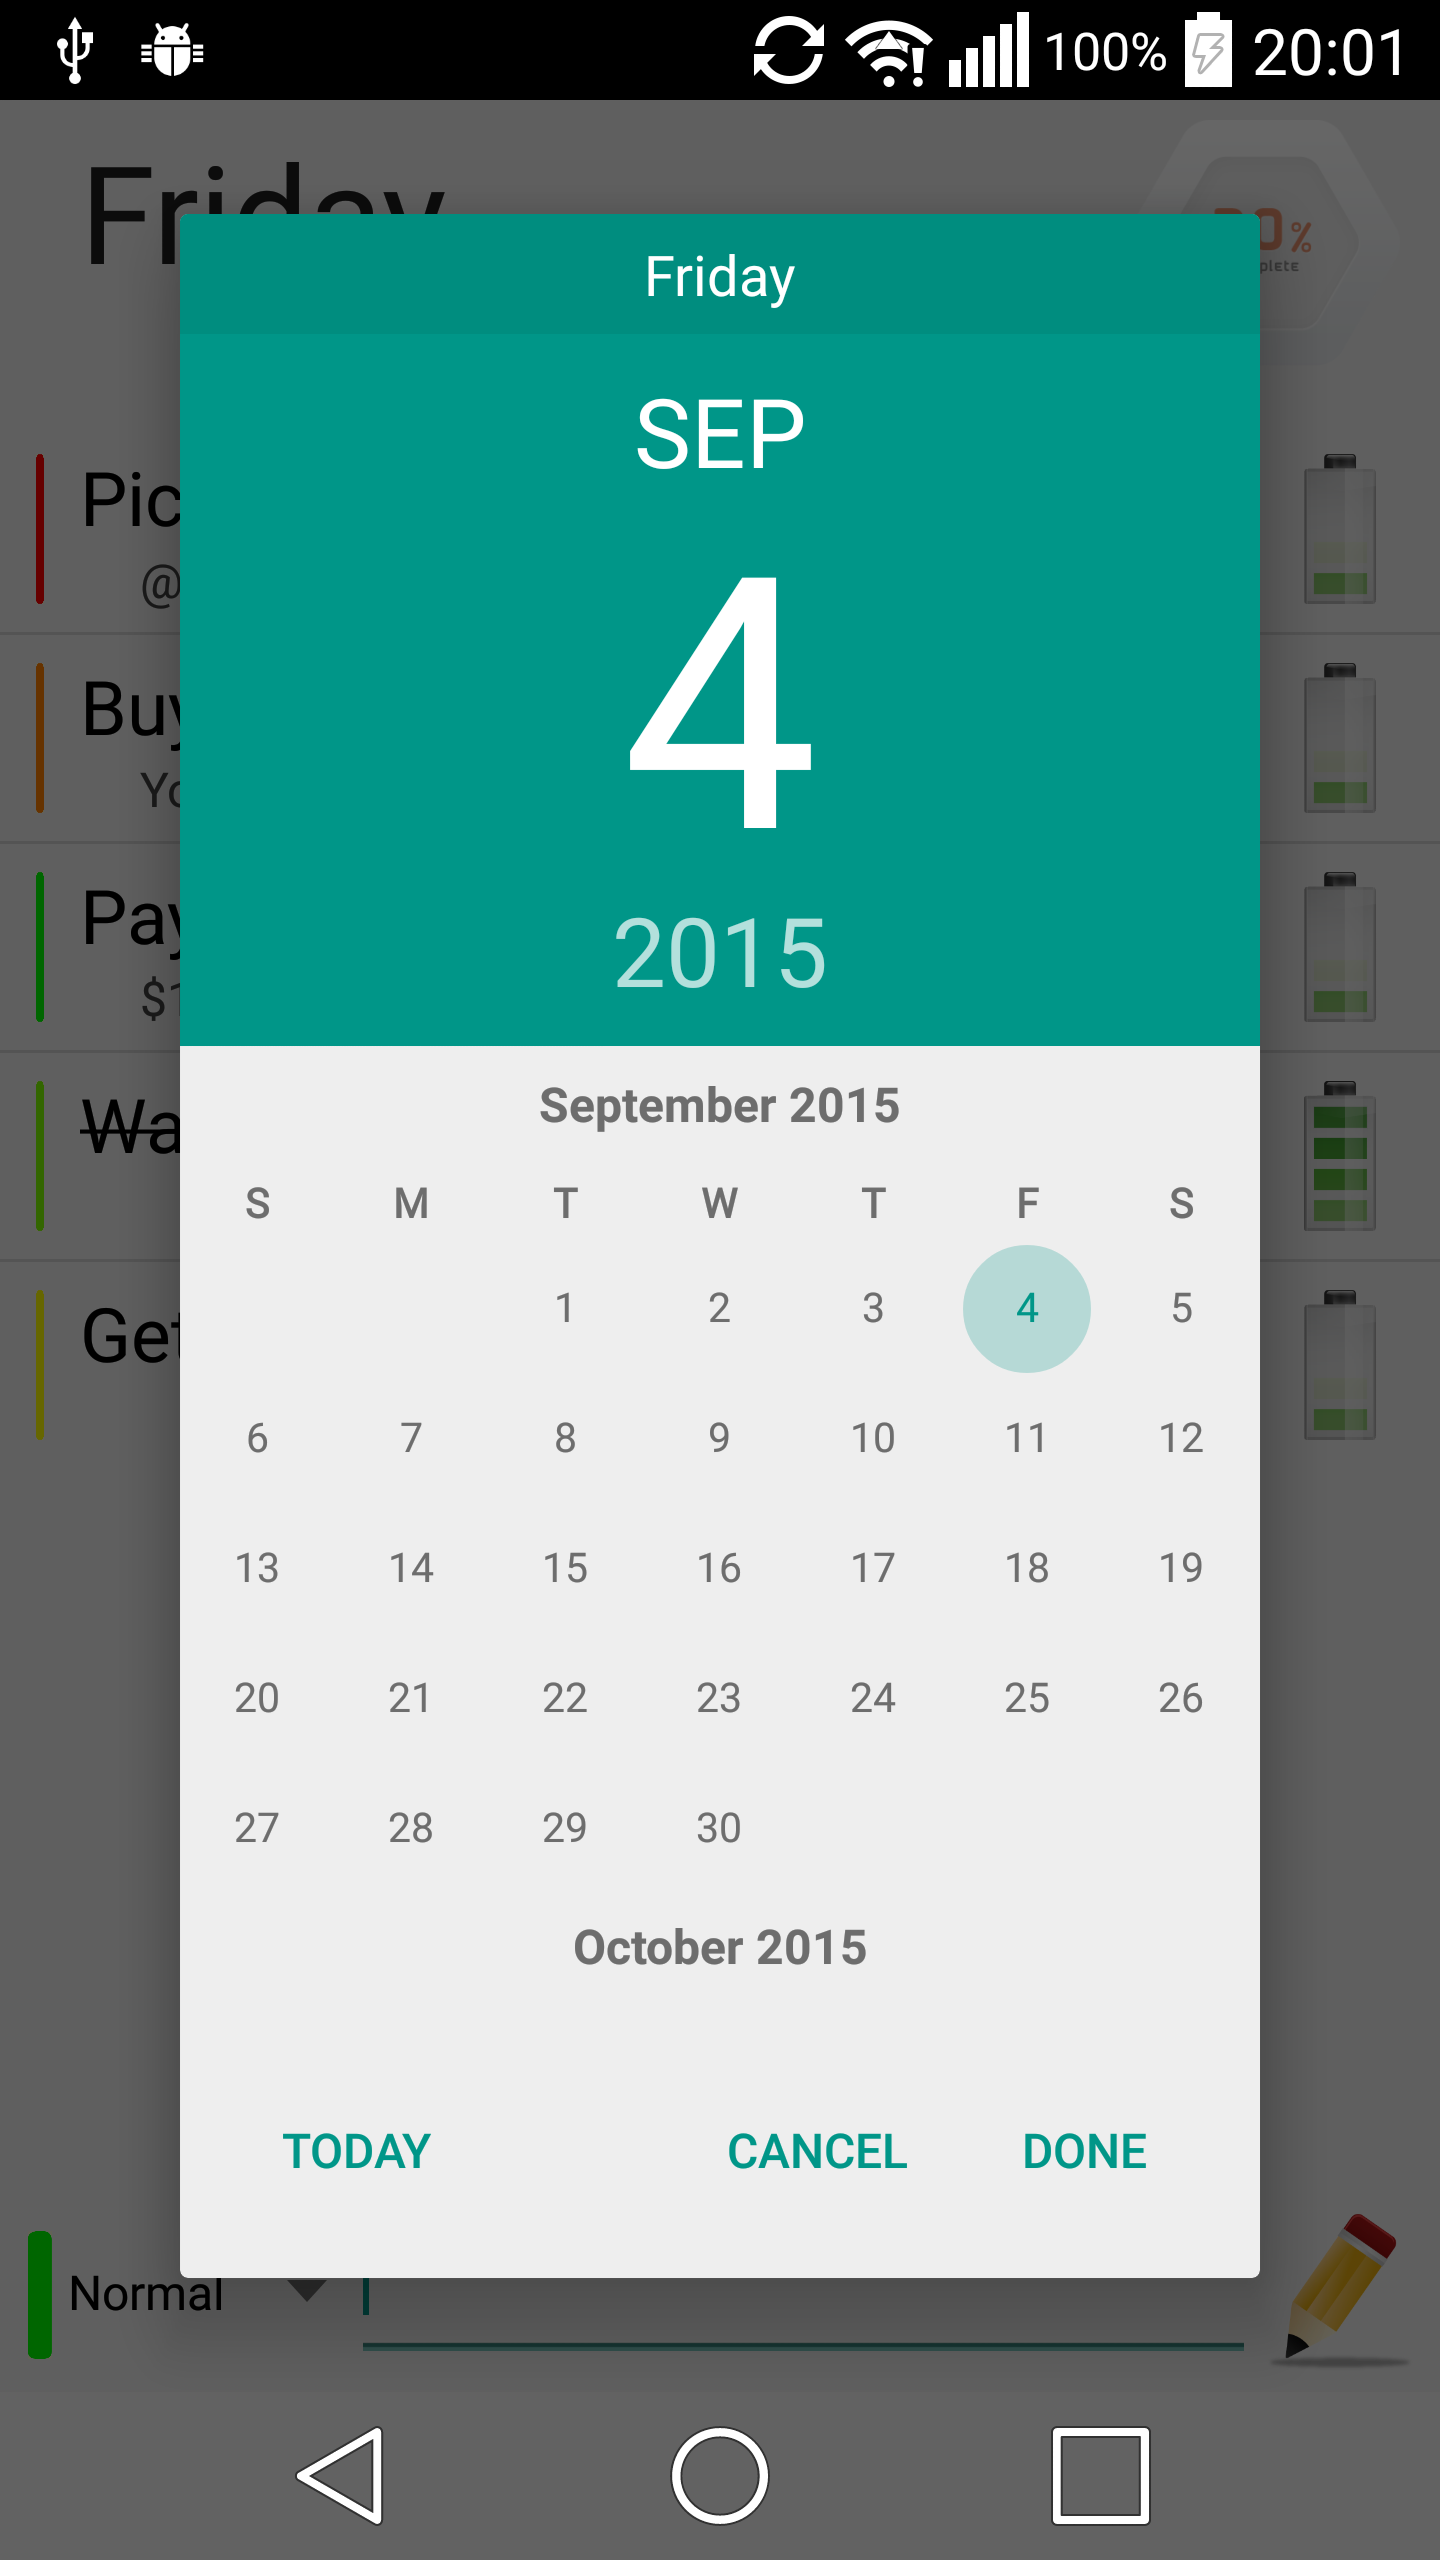 100% 20:01
Friday
Friday
SEP
4
2015
September 2015
S M T W T F S
1 2 3 4 5
6 7 8 9 10 11 12
13 14 15 16 17 18 19
20 21 22 23 24 25 26
27 28 29 30
October 2015
TODAY CANCEL DONE
Normal